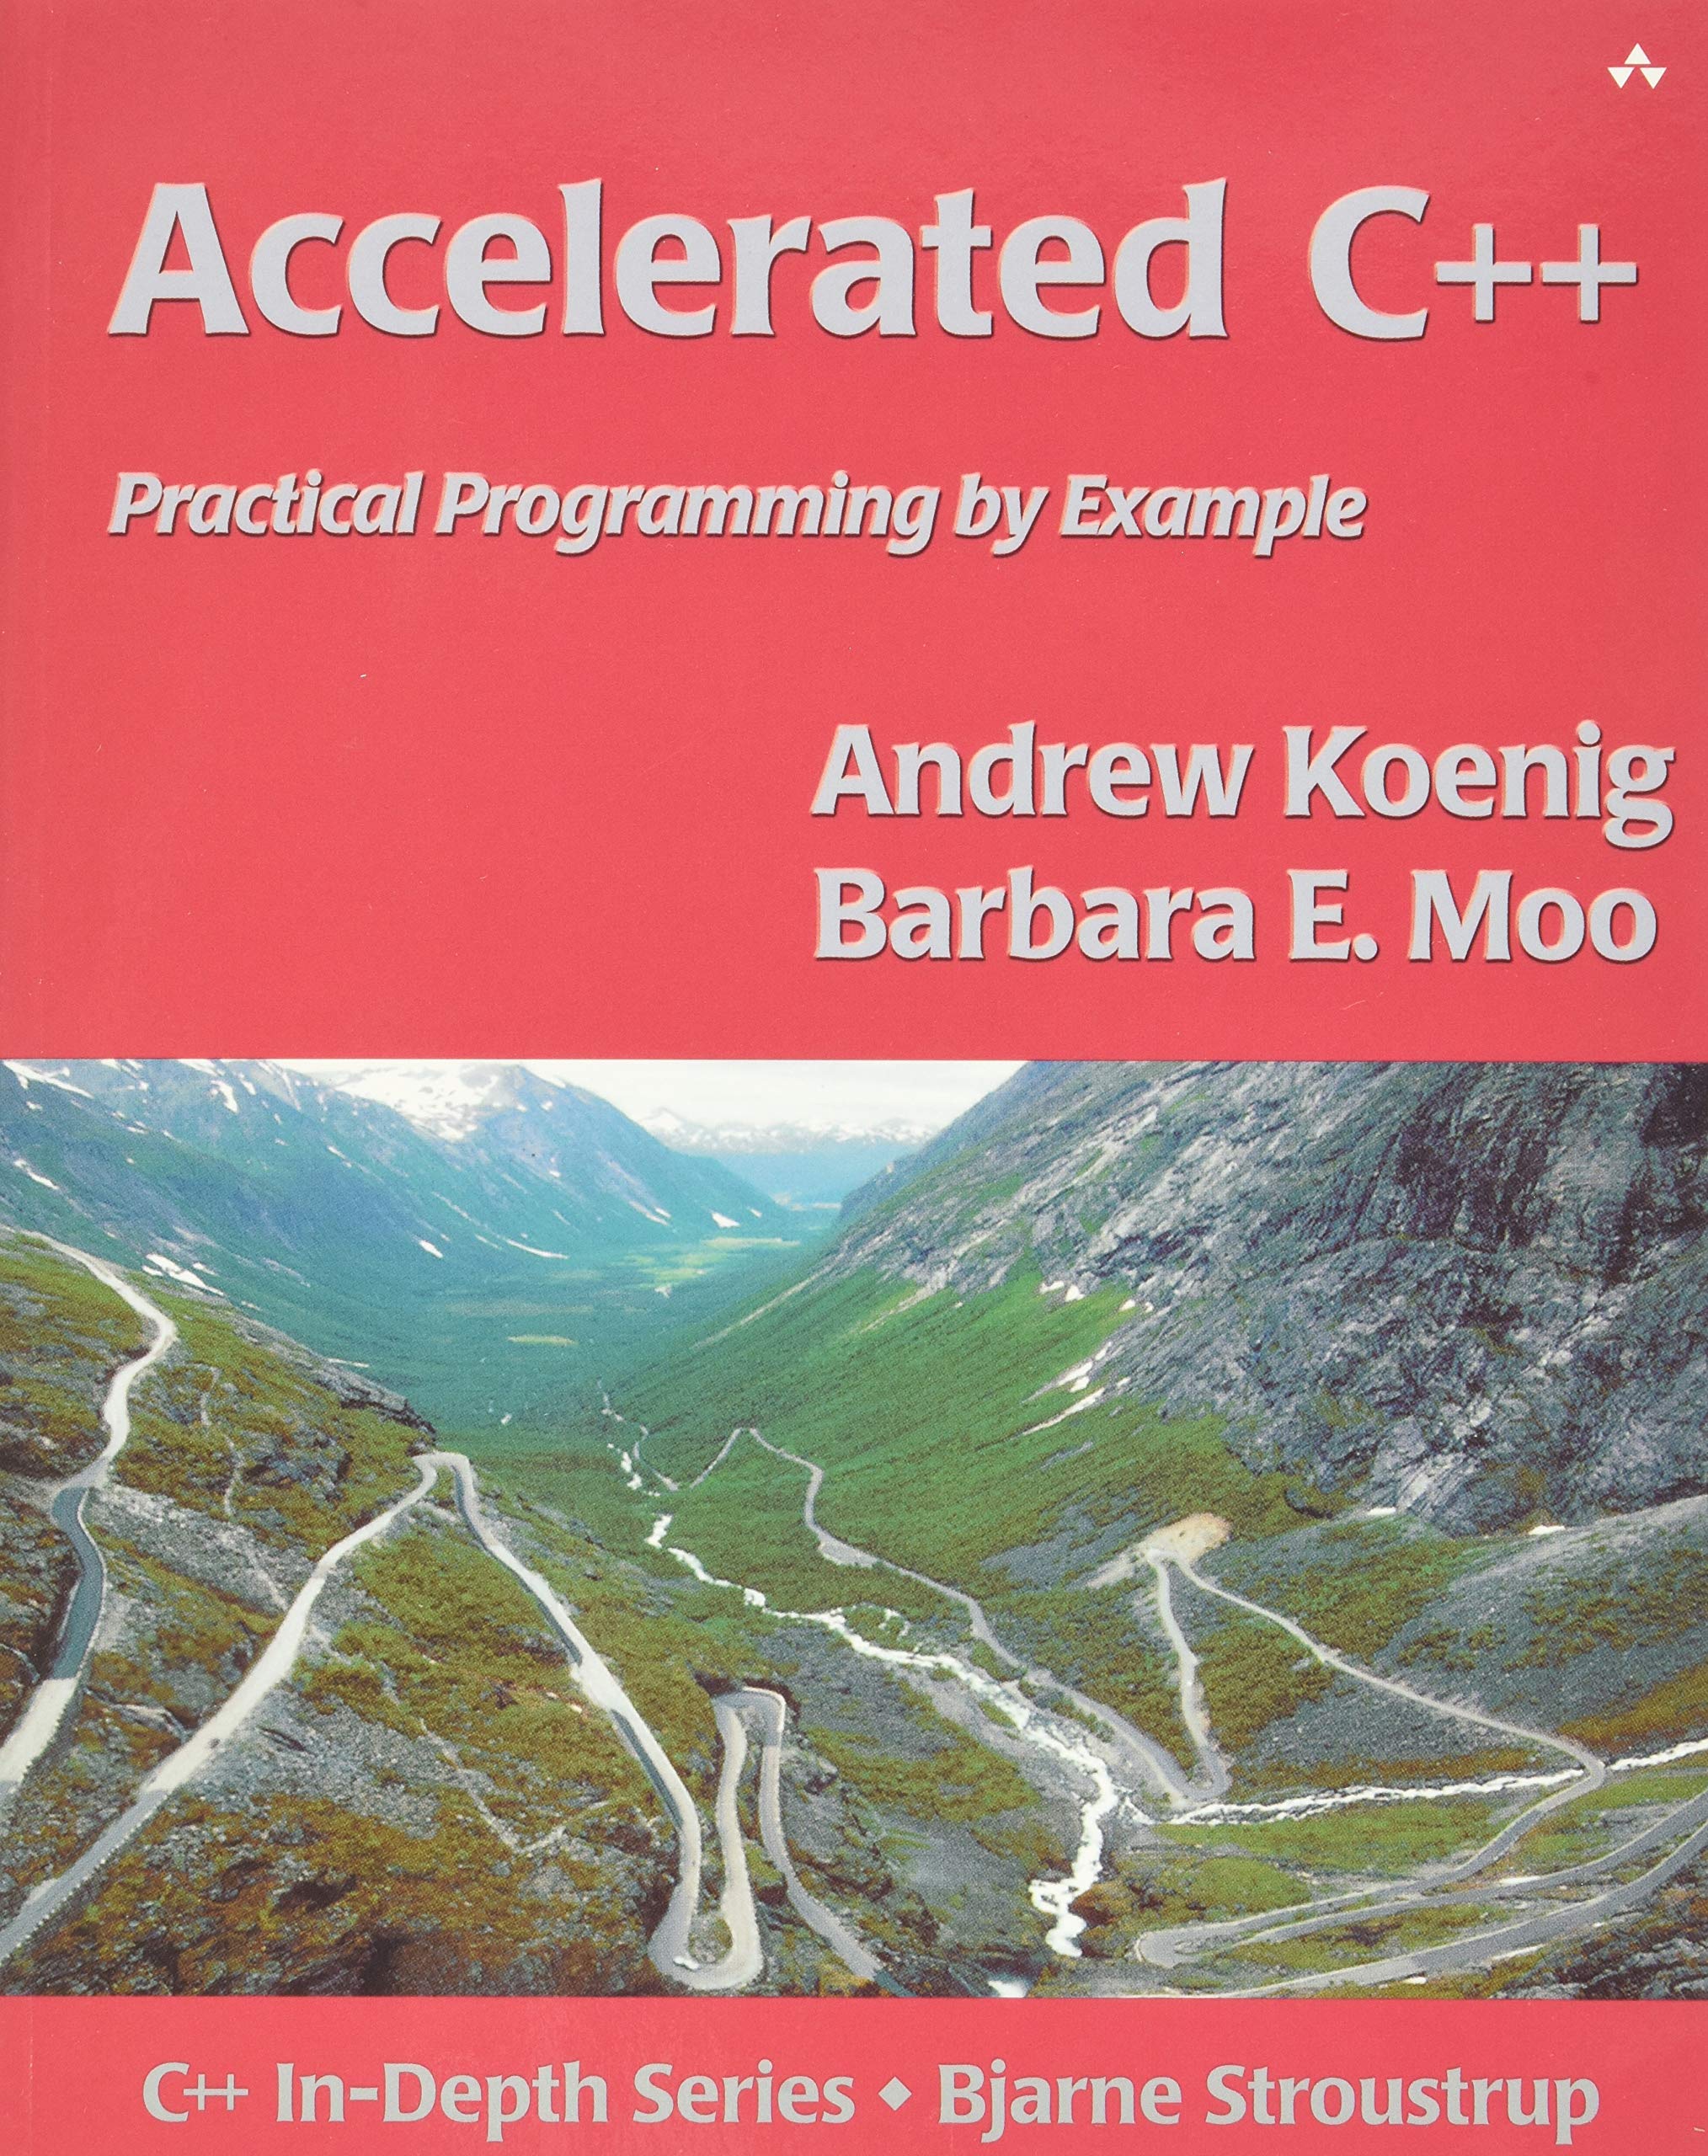 Accelerated C++
Practical Programming by Example
Andrew Koenig
Barbara E. Moo
C++ In-Depth Series ◆ Bjarne Stroustrup